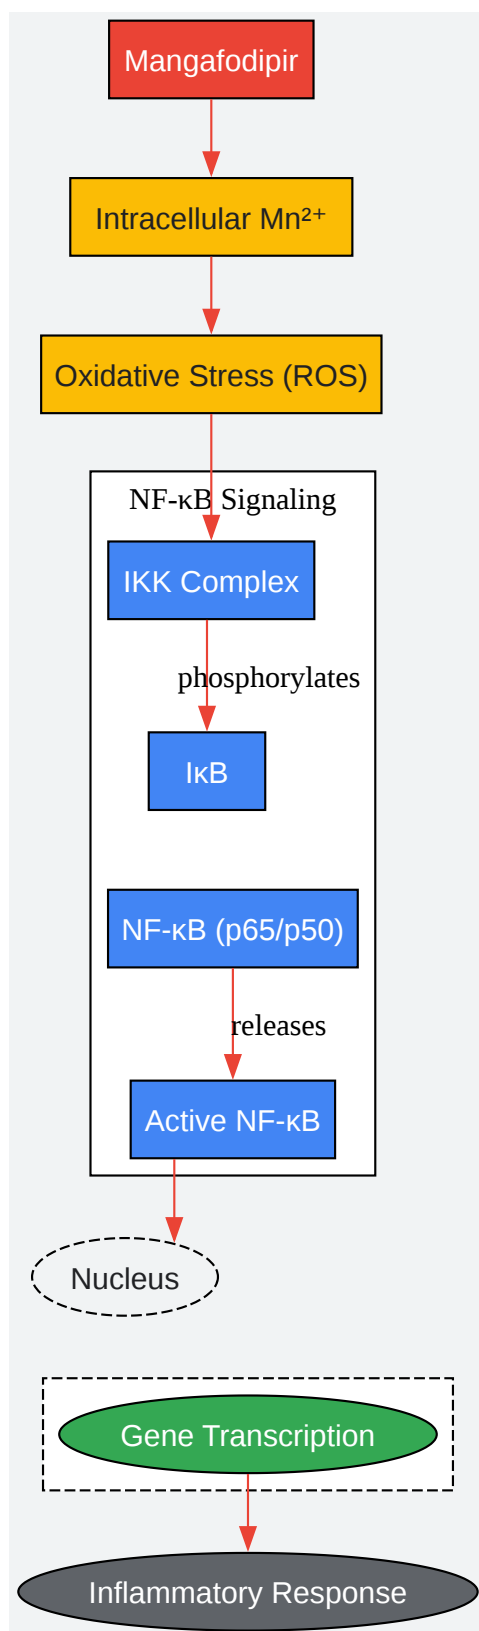 Mangafodipir
Intracellular Mn²⁺
Oxidative Stress (ROS)
NF-κB Signaling
IKK Complex
phosphorylates
IκB
NF-κB (p65/p50)
releases
Active NF-κB
Nucleus
Gene Transcription
Inflammatory Response